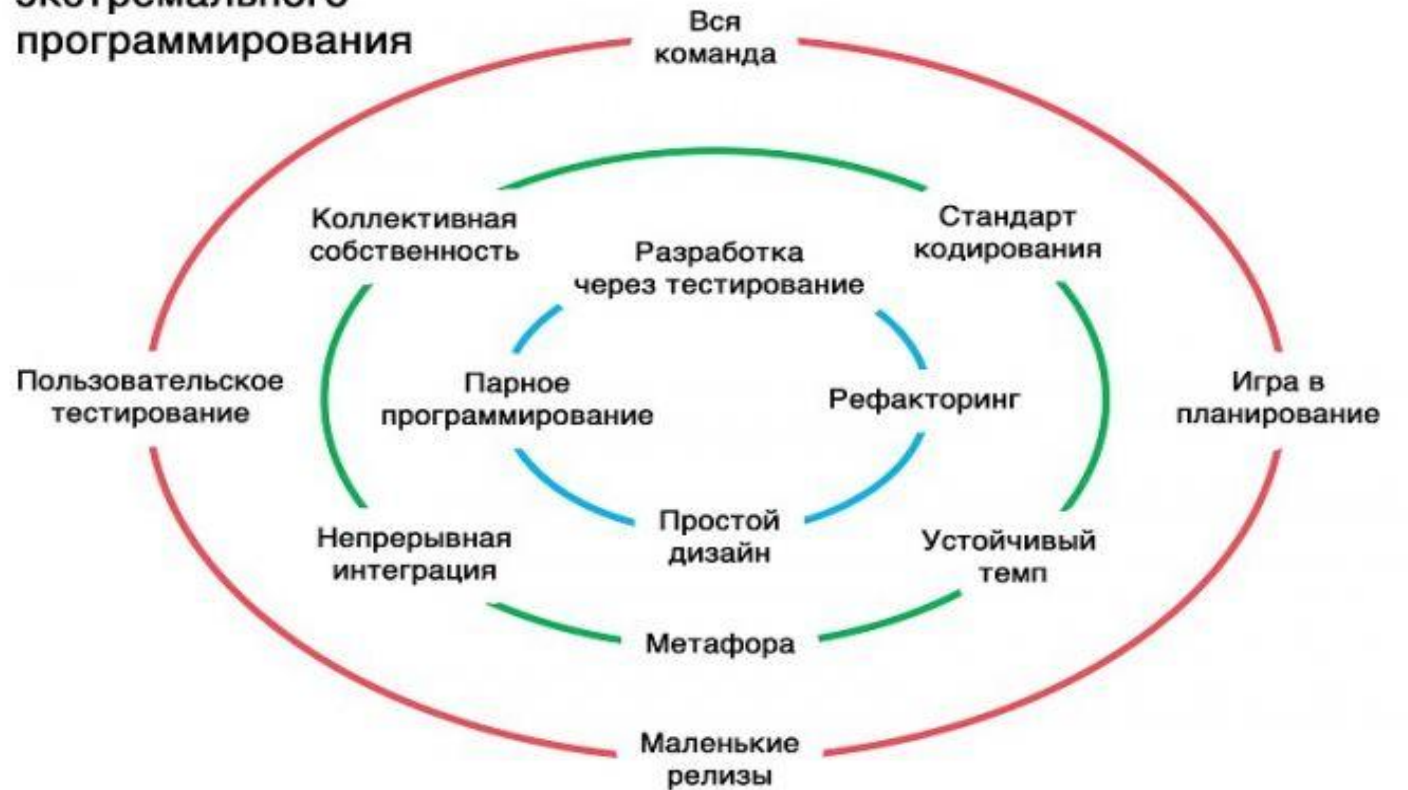 экстремального
программирования
Вся
команда
Коллективная
собственность
Стандарт
кодирования
Разработка
через тестирование
Пользовательское
тестирование
Парное
программирование
Рефакторинг
Игра в
планирование
Непрерывная
интеграция
Простой
дизайн
Устойчивый
темп
Метафора
Маленькие
релизы